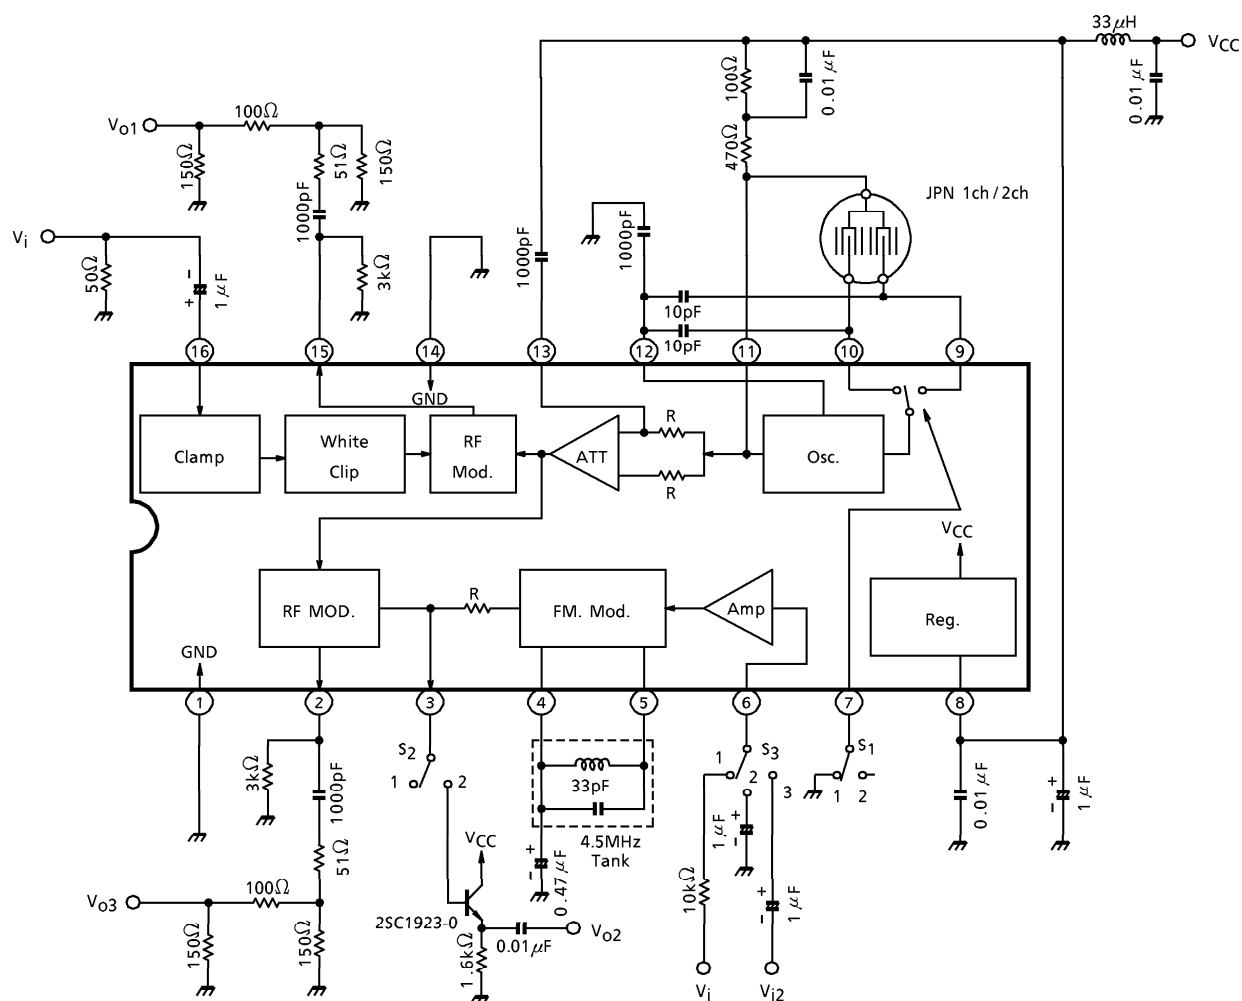 33μH
VCC
0.01μF
100Ω
0.01μF
470Ω
100Ω
Vo1
150Ω
51Ω
150Ω
1000pF
JPN 1ch/2ch
Vi
50Ω
-
+
1μF
3kΩ
1000pF
1000pF
10pF
10pF
16
15
14
13
12
11
10
9
GND
Clamp
White
Clip
RF
Mod.
ATT
R
R
Osc.
VCC
RF MOD.
R
FM. Mod.
Amp
Reg.
GND
1
2
3
4
5
6
7
8
S2
1
2
3kΩ
1000pF
33pF
4.5MHz
Tank
1
S3
2
3
S1
1
2
0.01μF
+
-
1μF
51Ω
VCC
+
-
0.47μF
1μF
+
-
10kΩ
+
-
1μF
Vo3
100Ω
150Ω
150Ω
2SC1923-0
0.01μF
Vo2
1.6kΩ
Vi
Vi2